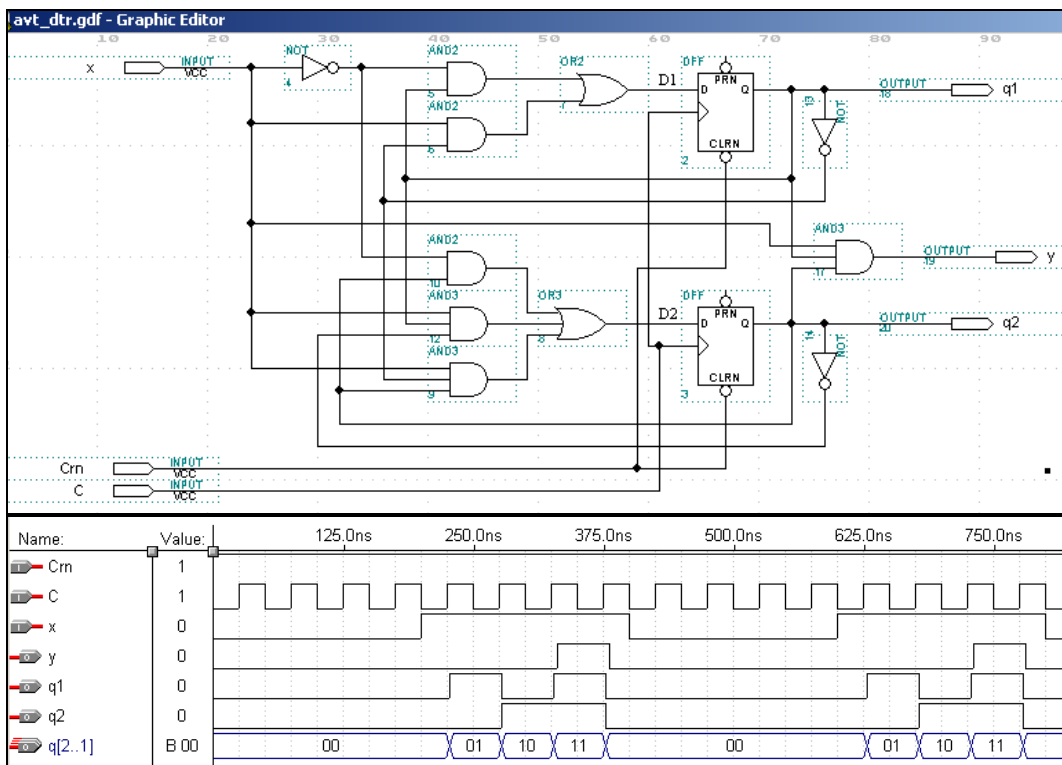 avt_dtr.gdf - Graphic Editor
10 20 30 40 50 60 70 80 90
x INPUT VCC
NOT 4
AND2 5
OR2 7
D1 DFF PRN D Q CLRN 2
13 NOT
OUTPUT 18 q1
AND2 6
AND3 17
OUTPUT 19 y
AND2 10
AND3 12
OR3 8
D2 DFF PRN D Q CLRN 3
14 NOT
OUTPUT 20 q2
AND3 9
Crn INPUT VCC
C INPUT VCC
Name: Value: 125.0ns 250.0ns 375.0ns 500.0ns 625.0ns 750.0ns
Crn 1
C 1
x 0
y 0
q1 0
q2 0
q[2..1] B 00 00 01 10 11 00 01 10 11